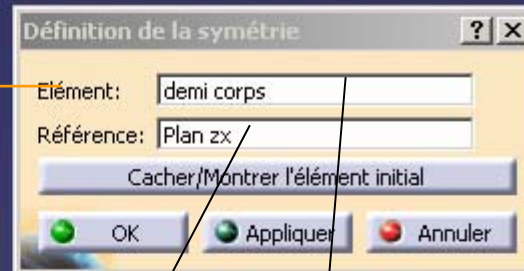 Définition de la symétrie ? X
Elément: demi corps
Référence: Plan zx
Cacher/Montrer l'élément initial
OK Appliquer Annuler